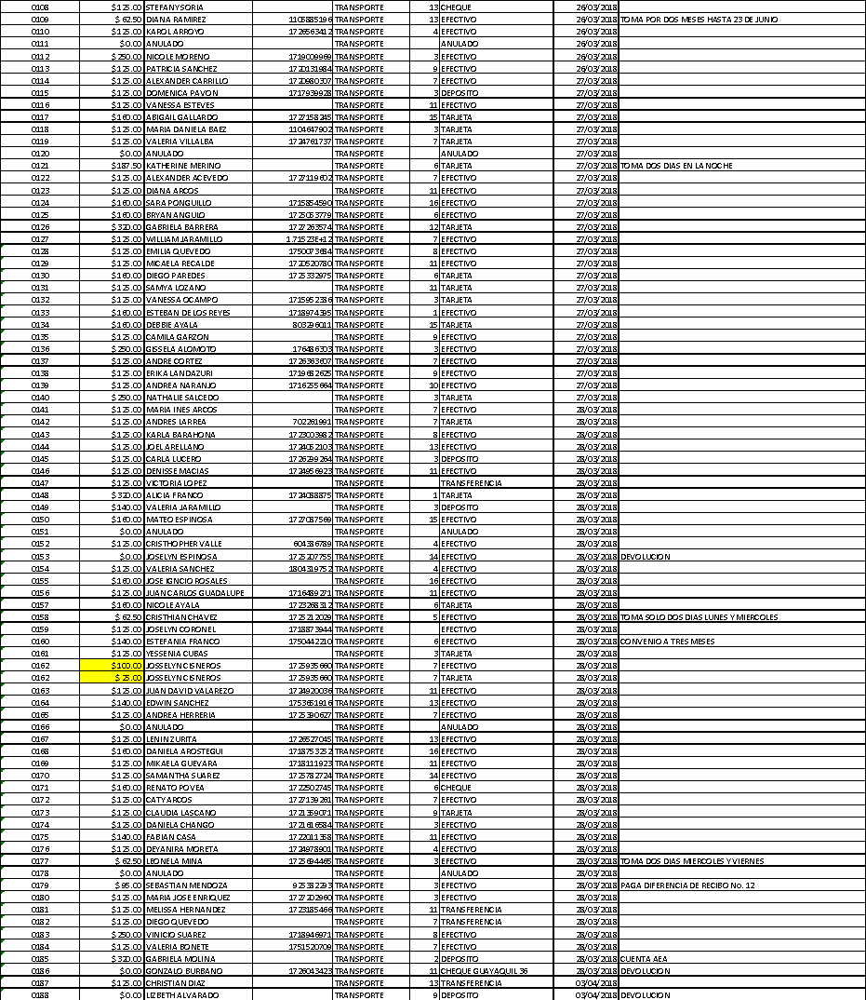 0108 $125.00 STEFANY SORIA TRANSPORTE 13 CHEQUE 26/03/2018
0109 $62.50 DIANA RAMIREZ 1105885196 TRANSPORTE 13 EFECTIVO 26/03/2018 TOMA POR DOS MESES HASTA 23 DE JUNIO
0110 $125.00 KAROL ARROYO 1726563412 TRANSPORTE 4 EFECTIVO 26/03/2018
0111 $0.00 ANULADO TRANSPORTE ANULADO 26/03/2018
0112 $250.00 NICOLE MORENO 1719009969 TRANSPORTE 3 EFECTIVO 26/03/2018
0113 $125.00 PATRICIA SANCHEZ 1720131984 TRANSPORTE 9 EFECTIVO 26/03/2018
0114 $125.00 ALEXANDER CARRILLO 1720980307 TRANSPORTE 7 EFECTIVO 27/03/2018
0115 $125.00 DOMENICA PAVON 1717939928 TRANSPORTE 3 DEPOSITO 27/03/2018
0116 $125.00 VANESSA ESTEVES TRANSPORTE 11 EFECTIVO 27/03/2018
0117 $160.00 ABIGAIL GALLARDO 1727158245 TRANSPORTE 15 TARJETA 27/03/2018
0118 $125.00 MARIA DANIELA BAEZ 1104647902 TRANSPORTE 3 TARJETA 27/03/2018
0119 $125.00 VALERIA VILLALBA 1724761737 TRANSPORTE 7 TARJETA 27/03/2018
0120 $0.00 ANULADO TRANSPORTE ANULADO 27/03/2018
0121 $187.50 KATHERINE MERINO TRANSPORTE 6 TARJETA 27/03/2018 TOMA DOS DIAS EN LA NOCHE
0122 $125.00 ALEXANDER ACEVEDO 1727119602 TRANSPORTE 7 EFECTIVO 27/03/2018
0123 $125.00 DIANA ARCOS TRANSPORTE 11 EFECTIVO 27/03/2018
0124 $160.00 SARA PONGUILLO 1715854590 TRANSPORTE 16 EFECTIVO 27/03/2018
0125 $160.00 BRYAN ANGULO 1725053779 TRANSPORTE 6 EFECTIVO 27/03/2018
0126 $320.00 GABRIELA BARRERA 1727263574 TRANSPORTE 12 TARJETA 27/03/2018
0127 $125.00 WILLIAM JARAMILLO 1.71523E+12 TRANSPORTE 7 EFECTIVO 27/03/2018
0128 $125.00 EMILIA QUEVEDO 1750073684 TRANSPORTE 8 EFECTIVO 27/03/2018
0129 $125.00 MICAELA RECALDE 1720520780 TRANSPORTE 11 EFECTIVO 27/03/2018
0130 $160.00 DIEGO PAREDES 1725332975 TRANSPORTE 6 TARJETA 27/03/2018
0131 $125.00 SAMYA LOZANO TRANSPORTE 11 TARJETA 27/03/2018
0132 $125.00 VANESSA OCAMPO 1715952386 TRANSPORTE 3 TARJETA 27/03/2018
0133 $160.00 ESTEBAN DE LOS REYES 1718974395 TRANSPORTE 1 EFECTIVO 27/03/2018
0134 $160.00 DEBBIE AYALA 803296011 TRANSPORTE 15 TARJETA 27/03/2018
0135 $125.00 CAMILA GARZON TRANSPORTE 9 EFECTIVO 27/03/2018
0136 $250.00 GISSELA ALOMOTO 176486303 TRANSPORTE 3 EFECTIVO 27/03/2018
0137 $125.00 ANDRE CORTEZ 1726363607 TRANSPORTE 7 EFECTIVO 27/03/2018
0138 $125.00 ERIKA LANDAZURI 1719682625 TRANSPORTE 9 EFECTIVO 27/03/2018
0139 $125.00 ANDREA NARANJO 1716255664 TRANSPORTE 10 EFECTIVO 27/03/2018
0140 $250.00 NATHALIE SALCEDO TRANSPORTE 3 TARJETA 27/03/2018
0141 $125.00 MARIA INES ARCOS TRANSPORTE 7 EFECTIVO 28/03/2018
0142 $125.00 ANDRES LARREA 702261991 TRANSPORTE 7 TARJETA 28/03/2018
0143 $125.00 KARLA BARAHONA 1723003982 TRANSPORTE 8 EFECTIVO 28/03/2018
0144 $125.00 JOEL ARELLANO 1724052103 TRANSPORTE 13 EFECTIVO 28/03/2018
0145 $125.00 CARLA LUCERO 1726299264 TRANSPORTE 3 DEPOSITO 28/03/2018
0146 $125.00 DENISSE MACIAS 1724956923 TRANSPORTE 11 EFECTIVO 28/03/2018
0147 $125.00 VICTORIA LOPEZ TRANSPORTE TRANSFERENCIA 28/03/2018
0148 $320.00 ALICIA FRANCO 1724088875 TRANSPORTE 1 TARJETA 28/03/2018
0149 $140.00 VALERIA JARAMILLO TRANSPORTE 3 DEPOSITO 28/03/2018
0150 $160.00 MATEO ESPINOSA 1727087569 TRANSPORTE 15 EFECTIVO 28/03/2018
0151 $0.00 ANULADO TRANSPORTE ANULADO 28/03/2018
0152 $125.00 CRISTHOPHER VALLE 604386789 TRANSPORTE 4 EFECTIVO 28/03/2018
0153 $0.00 JOSELYN ESPINOSA 1725207755 TRANSPORTE 14 EFECTIVO 28/03/2018 DEVOLUCION
0154 $125.00 VALERIA SANCHEZ 1804319752 TRANSPORTE 4 EFECTIVO 28/03/2018
0155 $160.00 JOSE IGNCIO ROSALES TRANSPORTE 16 EFECTIVO 28/03/2018
0156 $125.00 JUAN CARLOS GUADALUPE 1716489271 TRANSPORTE 11 EFECTIVO 28/03/2018
0157 $160.00 NICOLE AYALA 1723268312 TRANSPORTE 6 TARJETA 28/03/2018
0158 $62.50 CRISTHIAN CHAVEZ 1725212029 TRANSPORTE 5 EFECTIVO 28/03/2018 TOMA SOLO DOS DIAS LUNES Y MIERCOLES
0159 $125.00 JOSELYN CORONEL 1718873944 TRANSPORTE EFECTIVO 28/03/2018
0160 $140.00 ESTEFANIA FRANCO 1750442210 TRANSPORTE 6 EFECTIVO 28/03/2018 CONVENIO A TRES MESES
0161 $125.00 YESSENIA CUBAS TRANSPORTE 3 TARJETA 28/03/2018
0162 $100.00 JOSSELYN CISNEROS 1725935660 TRANSPORTE 7 EFECTIVO 28/03/2018
0162 $25.00 JOSSELYN CISNEROS 1725935660 TRANSPORTE 7 TARJETA 28/03/2018
0163 $125.00 JUAN DAVID VALAREZO 1724920036 TRANSPORTE 11 EFECTIVO 28/03/2018
0164 $140.00 EDWIN SANCHEZ 1753651916 TRANSPORTE 13 EFECTIVO 28/03/2018
0165 $125.00 ANDREA HERRERIA 1725390627 TRANSPORTE 7 EFECTIVO 28/03/2018
0166 $0.00 ANULADO TRANSPORTE ANULADO 28/03/2018
0167 $125.00 LENIN ZURITA 1726527045 TRANSPORTE 13 EFECTIVO 28/03/2018
0168 $160.00 DANIELA AROSTEGUI 1718753252 TRANSPORTE 16 EFECTIVO 28/03/2018
0169 $125.00 MIKAELA GUEVARA 1718111923 TRANSPORTE 11 EFECTIVO 28/03/2018
0170 $125.00 SAMANTHA SUAREZ 1725782724 TRANSPORTE 14 EFECTIVO 28/03/2018
0171 $160.00 RENATO POVEA 1722502745 TRANSPORTE 6 CHEQUE 28/03/2018
0172 $125.00 CATY ARCOS 1727139261 TRANSPORTE 7 EFECTIVO 28/03/2018
0173 $125.00 CLAUDIA LASCANO 1721359071 TRANSPORTE 9 TARJETA 28/03/2018
0174 $125.00 DANIELA CHANGO 1721616584 TRANSPORTE 3 EFECTIVO 28/03/2018
0175 $140.00 FABIAN CASA 1722011358 TRANSPORTE 11 EFECTIVO 28/03/2018
0176 $125.00 DEYANIRA MORETA 1724978901 TRANSPORTE 4 EFECTIVO 28/03/2018
0177 $62.50 LEONELA MINA 1725694465 TRANSPORTE 3 EFECTIVO 28/03/2018 TOMA DOS DIAS MIERCOLES Y VIERNES
0178 $0.00 ANULADO TRANSPORTE ANULADO 28/03/2018
0179 $95.00 SEBASTIAN MENDOZA 925382293 TRANSPORTE 3 EFECTIVO 28/03/2018 PAGA DIFERENCIA DE RECIBO No. 12
0180 $125.00 MARIA JOSE ENRIQUEZ 1727202960 TRANSPORTE 3 EFECTIVO 28/03/2018
0181 $125.00 MELISSA HERNANDEZ 1723185466 TRANSPORTE 11 TRANSFERENCIA 28/03/2018
0182 $125.00 DIEGO QUEVEDO TRANSPORTE 7 TRANSFERENCIA 28/03/2018
0183 $250.00 VINICIO SUAREZ 1718946971 TRANSPORTE 8 EFECTIVO 28/03/2018
0184 $125.00 VALERIA BONETE 1751520709 TRANSPORTE 7 EFECTIVO 28/03/2018
0185 $320.00 GABRIELA MOLINA TRANSPORTE 2 DEPOSITO 28/03/2018 CUENTA AEA
0186 $0.00 GONZALO BURBANO 1726043423 TRANSPORTE 11 CHEQUE GUAYAQUIL 36 28/03/2018 DEVOLUCION
0187 $125.00 CHRISTIAN DIAZ TRANSPORTE 13 TRANSFERENCIA 03/04/2018
0188 $0.00 LIZBETH ALVARADO TRANSPORTE 9 DEPOSITO 03/04/2018 DEVOLUCION